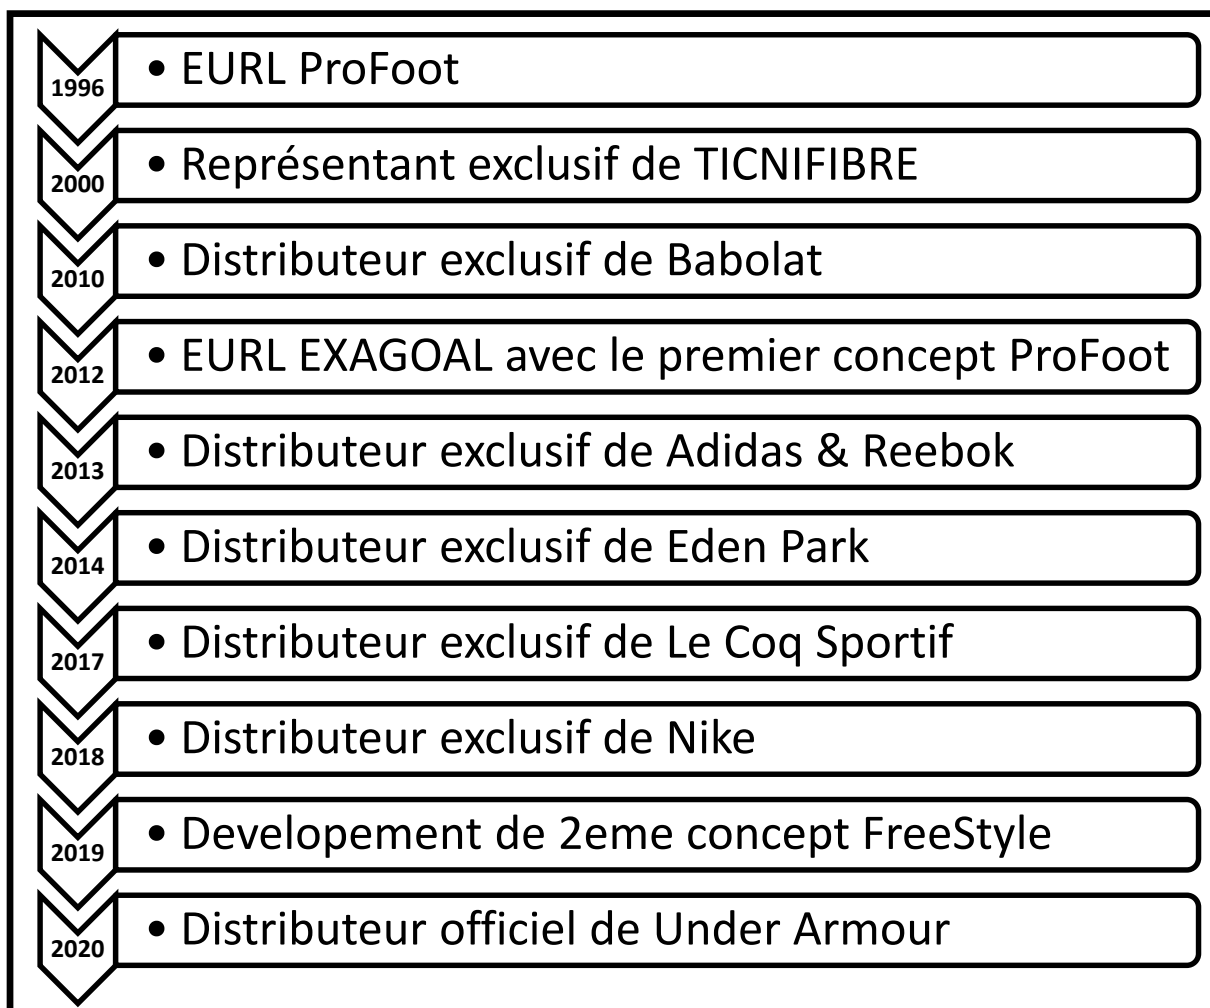 1996
• EURL ProFoot
2000
• Représentant exclusif de TICNIFIBRE
2010
• Distributeur exclusif de Babolat
2012
• EURL EXAGOAL avec le premier concept ProFoot
2013
• Distributeur exclusif de Adidas & Reebok
2014
• Distributeur exclusif de Eden Park
2017
• Distributeur exclusif de Le Coq Sportif
2018
• Distributeur exclusif de Nike
2019
• Developement de 2eme concept FreeStyle
2020
• Distributeur officiel de Under Armour